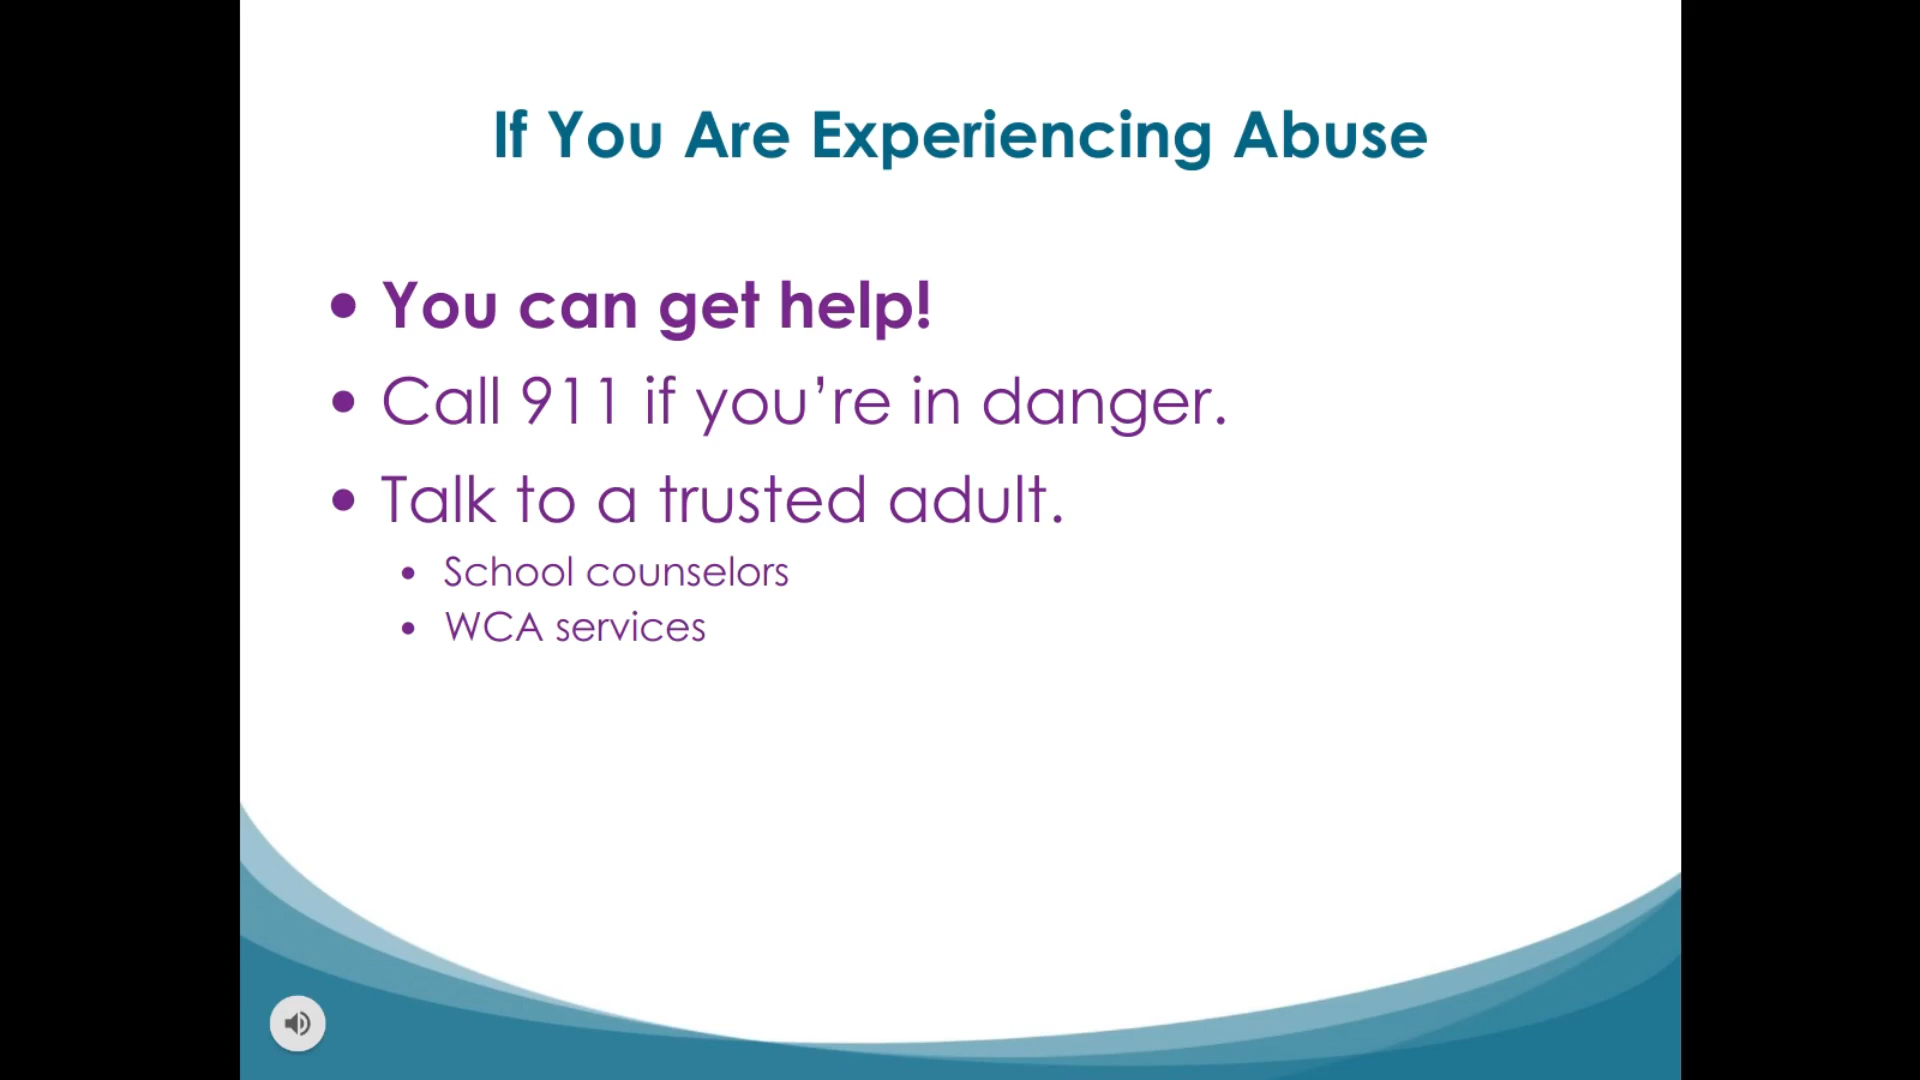 If You Are Experiencing Abuse
• You can get help!
• Call 911 if you’re in danger.
• Talk to a trusted adult.
• School counselors
• WCA services